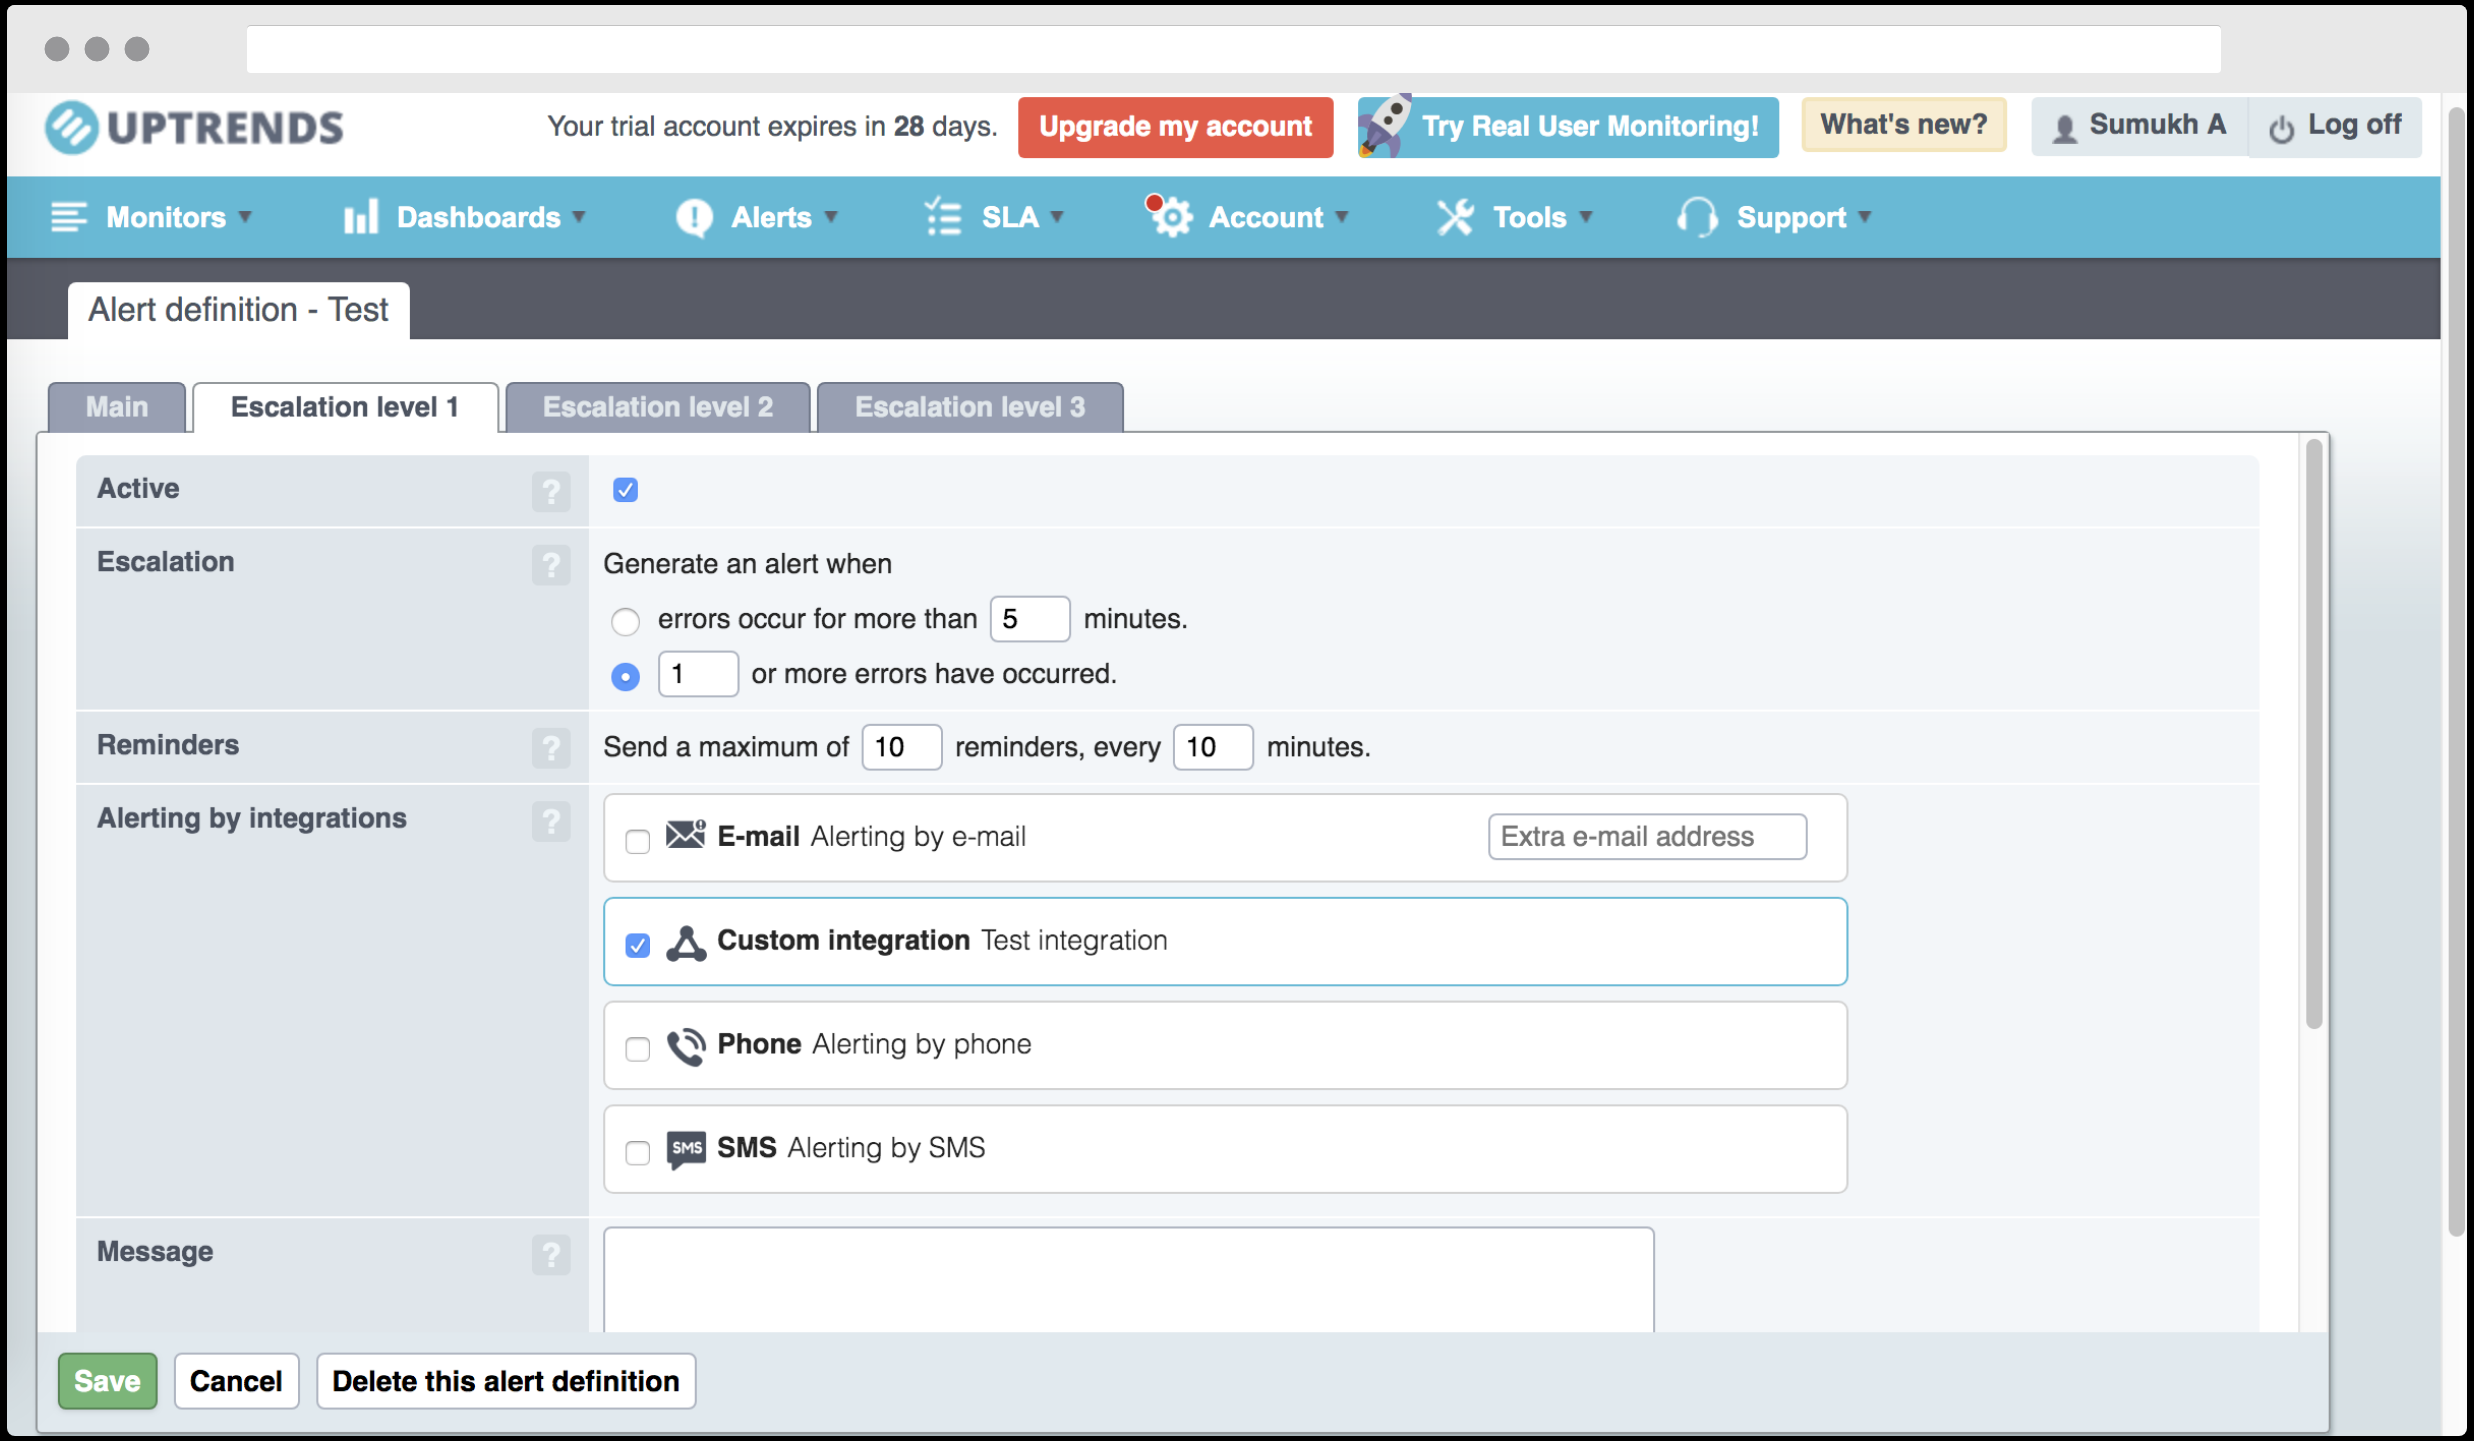 UPTRENDS
Your trial account expires in 28 days.
Upgrade my account
Try Real User Monitoring!
What's new?
Sumukh A
Log off
Monitors
Dashboards
Alerts
SLA
Account
Tools
Support
Alert definition - Test
Main
Escalation level 1
Escalation level 2
Escalation level 3
Active ?
Escalation ?
Generate an alert when
errors occur for more than 5 minutes.
1 or more errors have occurred.
Reminders ?
Send a maximum of 10 reminders, every 10 minutes.
Alerting by integrations ?
E-mail Alerting by e-mail
Extra e-mail address
Custom integration Test integration
Phone Alerting by phone
SMS SMS Alerting by SMS
Message ?
Save
Cancel
Delete this alert definition